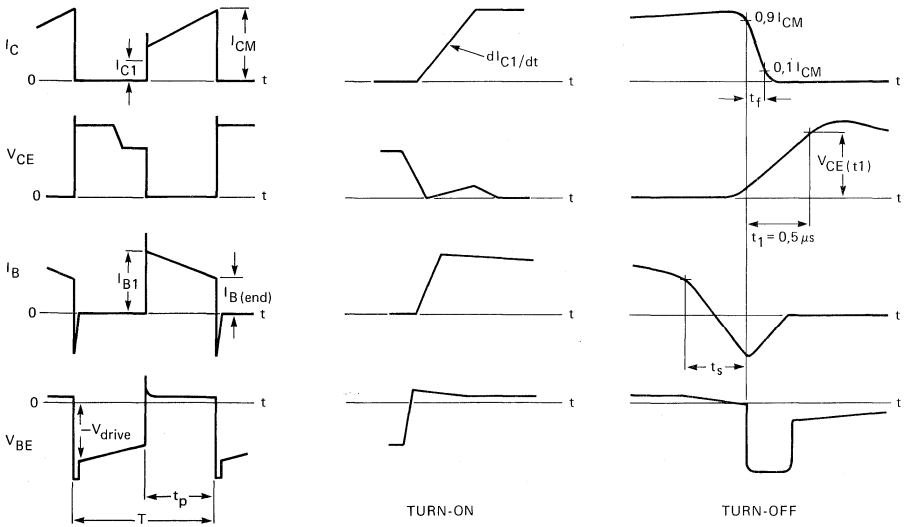 I_C
I_C1
I_CM
0
t
dI_C1/dt
t
0,9 I_CM
0,1 I_CM
t_f
t
V_CE
0
t
t
V_CE(t1)
t
t_1 = 0,5 μs
I_B
I_B1
I_B(end)
0
t
t
t
t_s
0
t
t
t
V_BE
–V_drive
t_p
T
TURN-ON
TURN-OFF